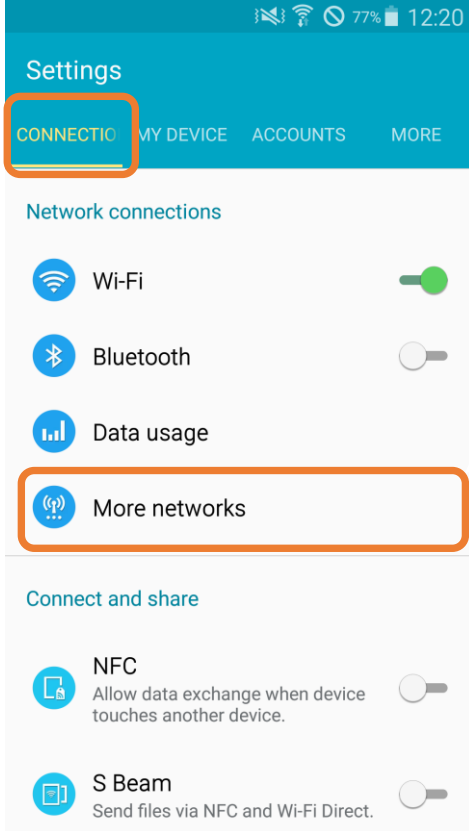 77% 12:20
Settings
CONNECTIO MY DEVICE ACCOUNTS MORE
Network connections
Wi-Fi
Bluetooth
Data usage
More networks
Connect and share
NFC
Allow data exchange when device
touches another device.
S Beam
Send files via NFC and Wi-Fi Direct.